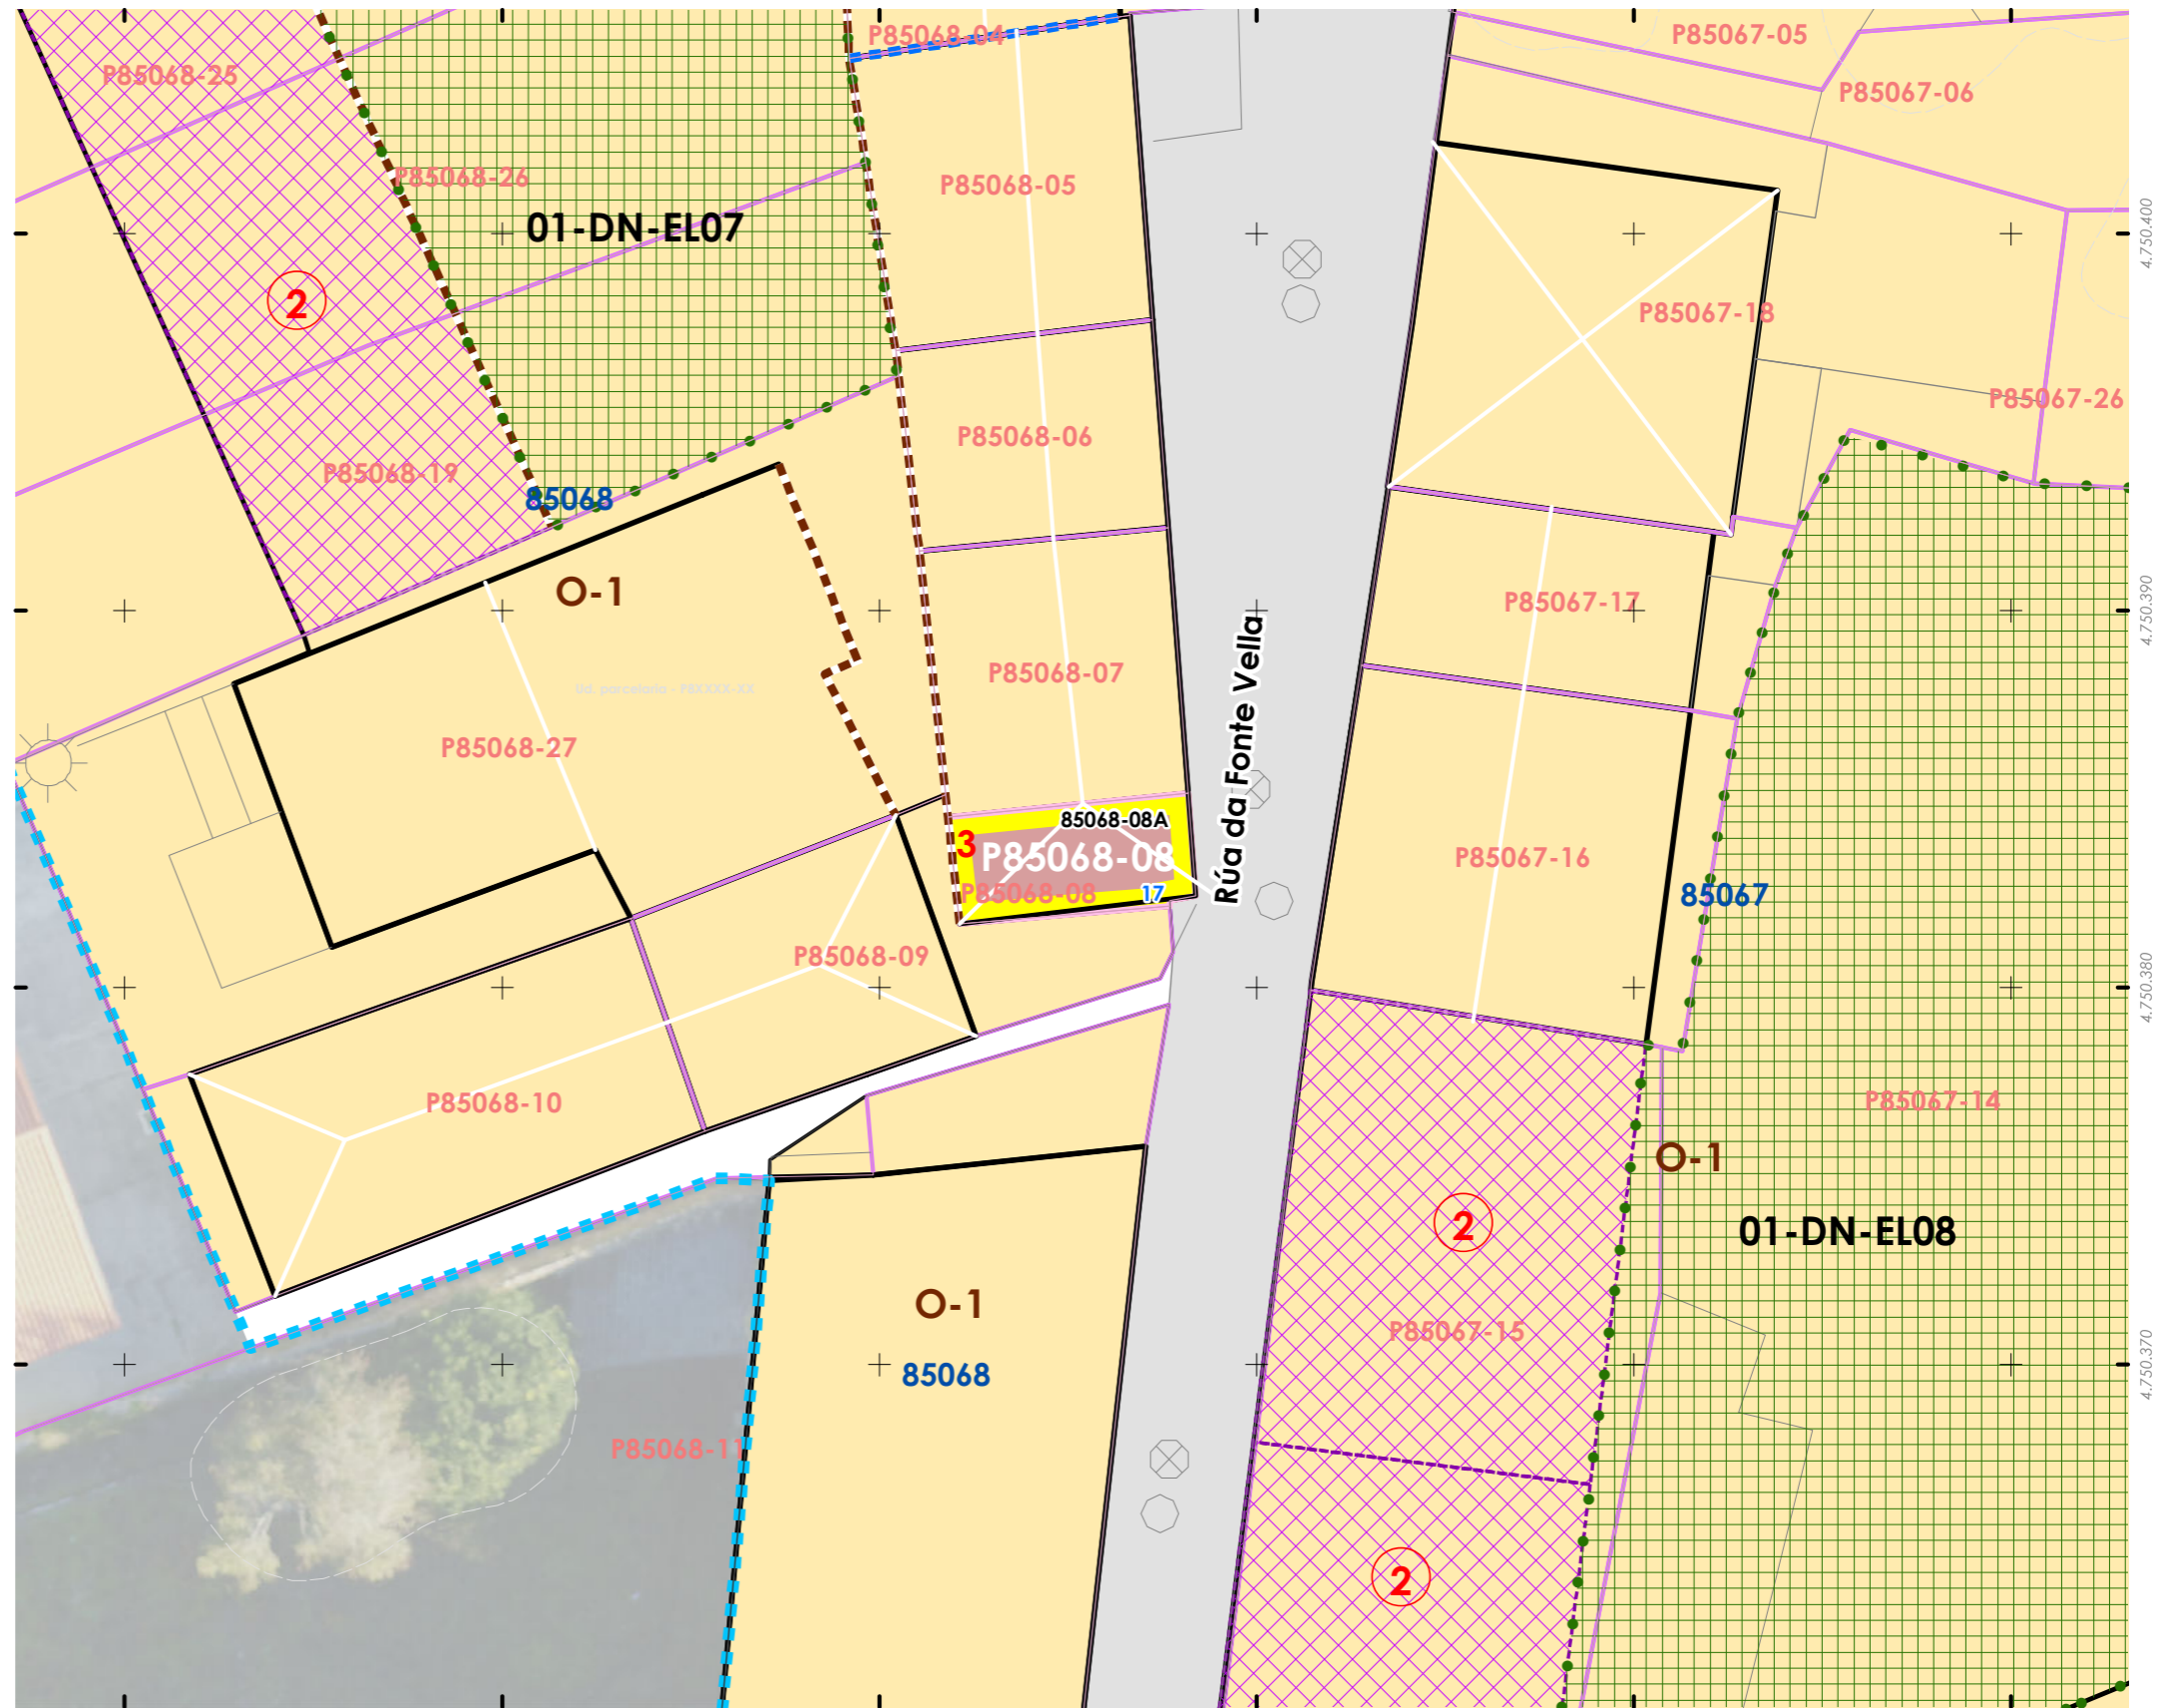 P85068-04
P85067-05
P85068-25
P85067-06
P85068-26
P85068-05
01-DN-EL07
4.750.400
2
P85067-18
P85067-26
P85068-06
P85068-19
85068
O-1
P85067-17
4.750.390
P85068-07
Ud. parcelaria - P8XXXX-XX
P85068-27
Rúa da Fonte Vella
85068-08A
3
P85068-08
P85068-08
17
P85067-16
85067
P85068-09
4.750.380
P85068-10
P85067-14
O-1
2
01-DN-EL08
O-1
P85067-15
85068
4.750.370
P85068-11
2